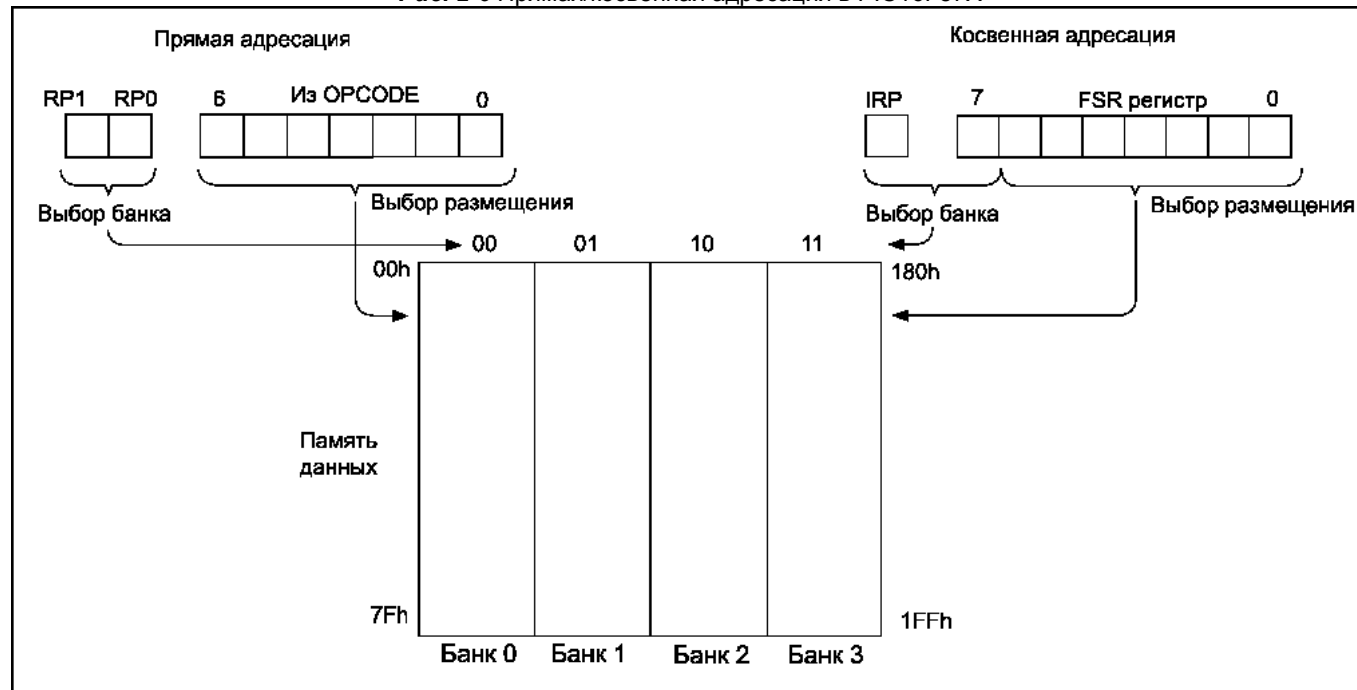 Прямая адресация
Косвенная адресация
RP1 RP0 6 Из OPCODE 0
IRP 7 FSR регистр 0
Выбор банка
Выбор размещения
Выбор банка
Выбор размещения
00 01 10 11
00h
180h
Память
данных
7Fh
1FFh
Банк 0 Банк 1 Банк 2 Банк 3